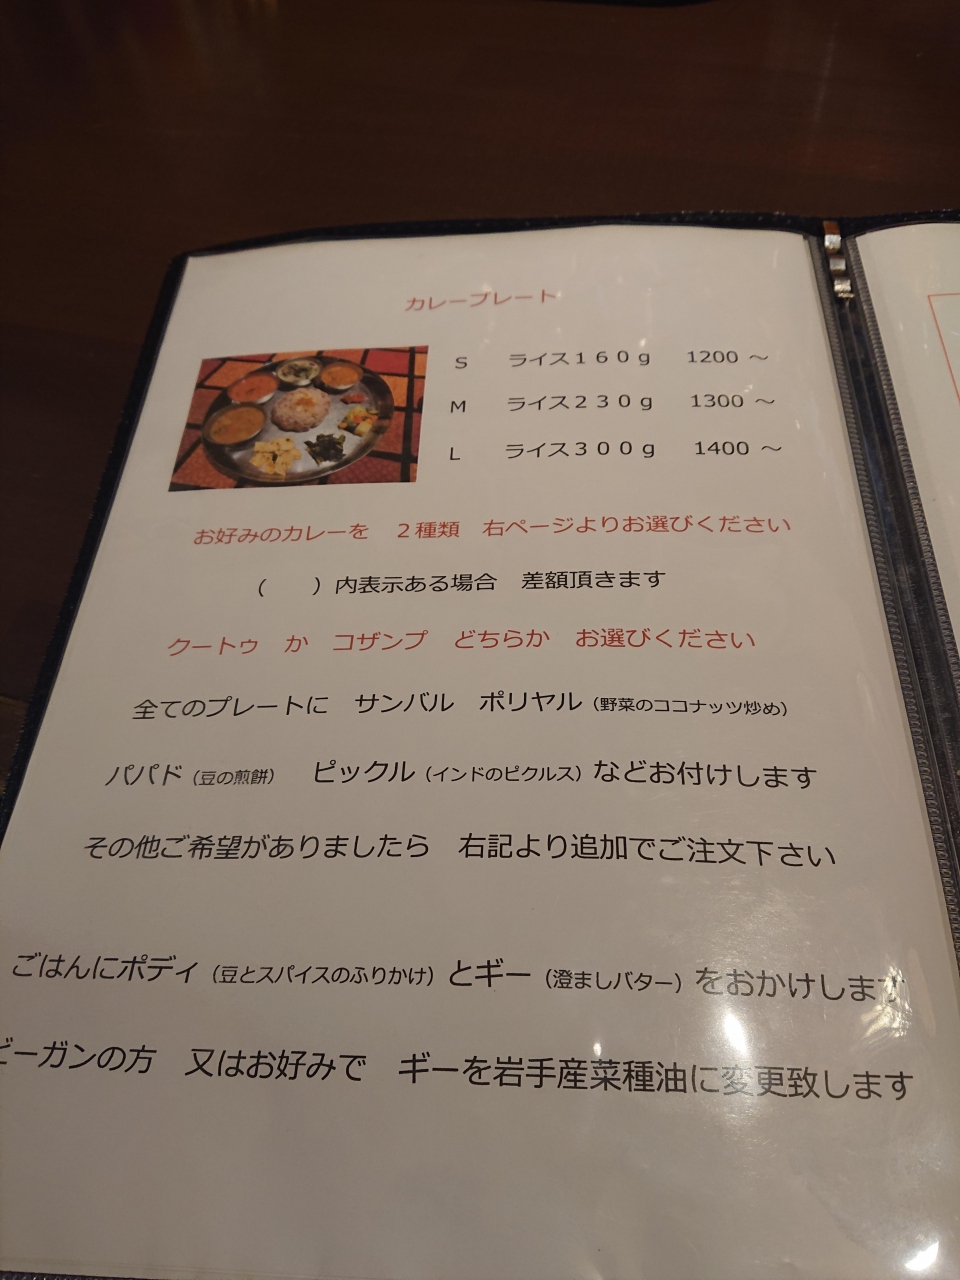 カレープレート
S ライス160g 1200 ～
M ライス230g 1300 ～
L ライス300g 1400 ～
お好みのカレーを 2種類 右ページよりお選びください
( )内表示ある場合 差額頂きます
クートゥ か コザンプ どちらか お選びください
全てのプレートに サンバル ポリヤル(野菜のココナッツ炒め)
パパド(豆の煎餅) ピックル(インドのピクルス)などお付けします
その他ご希望がありましたら 右記より追加でご注文下さい
ごはんにポディ(豆とスパイスのふりかけ)とギー(澄ましバター)をおかけします
ビーガンの方 又はお好みで ギーを岩手産菜種油に変更致します